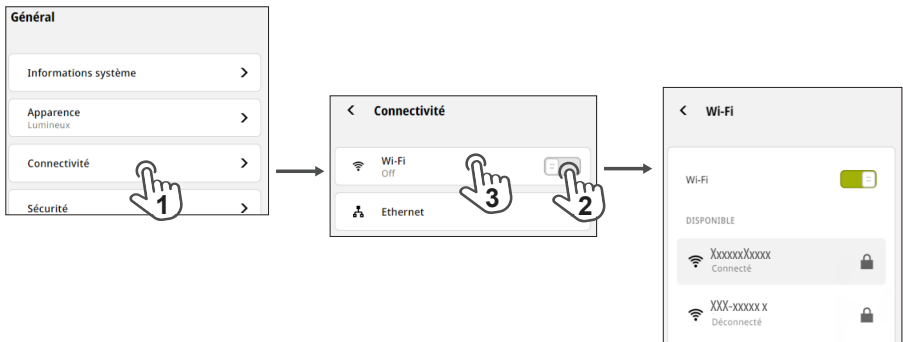 Général
Informations système
Apparence
Lumineux
Connectivité
1
Sécurité
Connectivité
Wi-Fi
Off
3
2
Ethernet
Wi-Fi
Wi-Fi
DISPONIBLE
XxxxxxXxxxx
Connecté
XXX-xxxxx x
Déconnecté